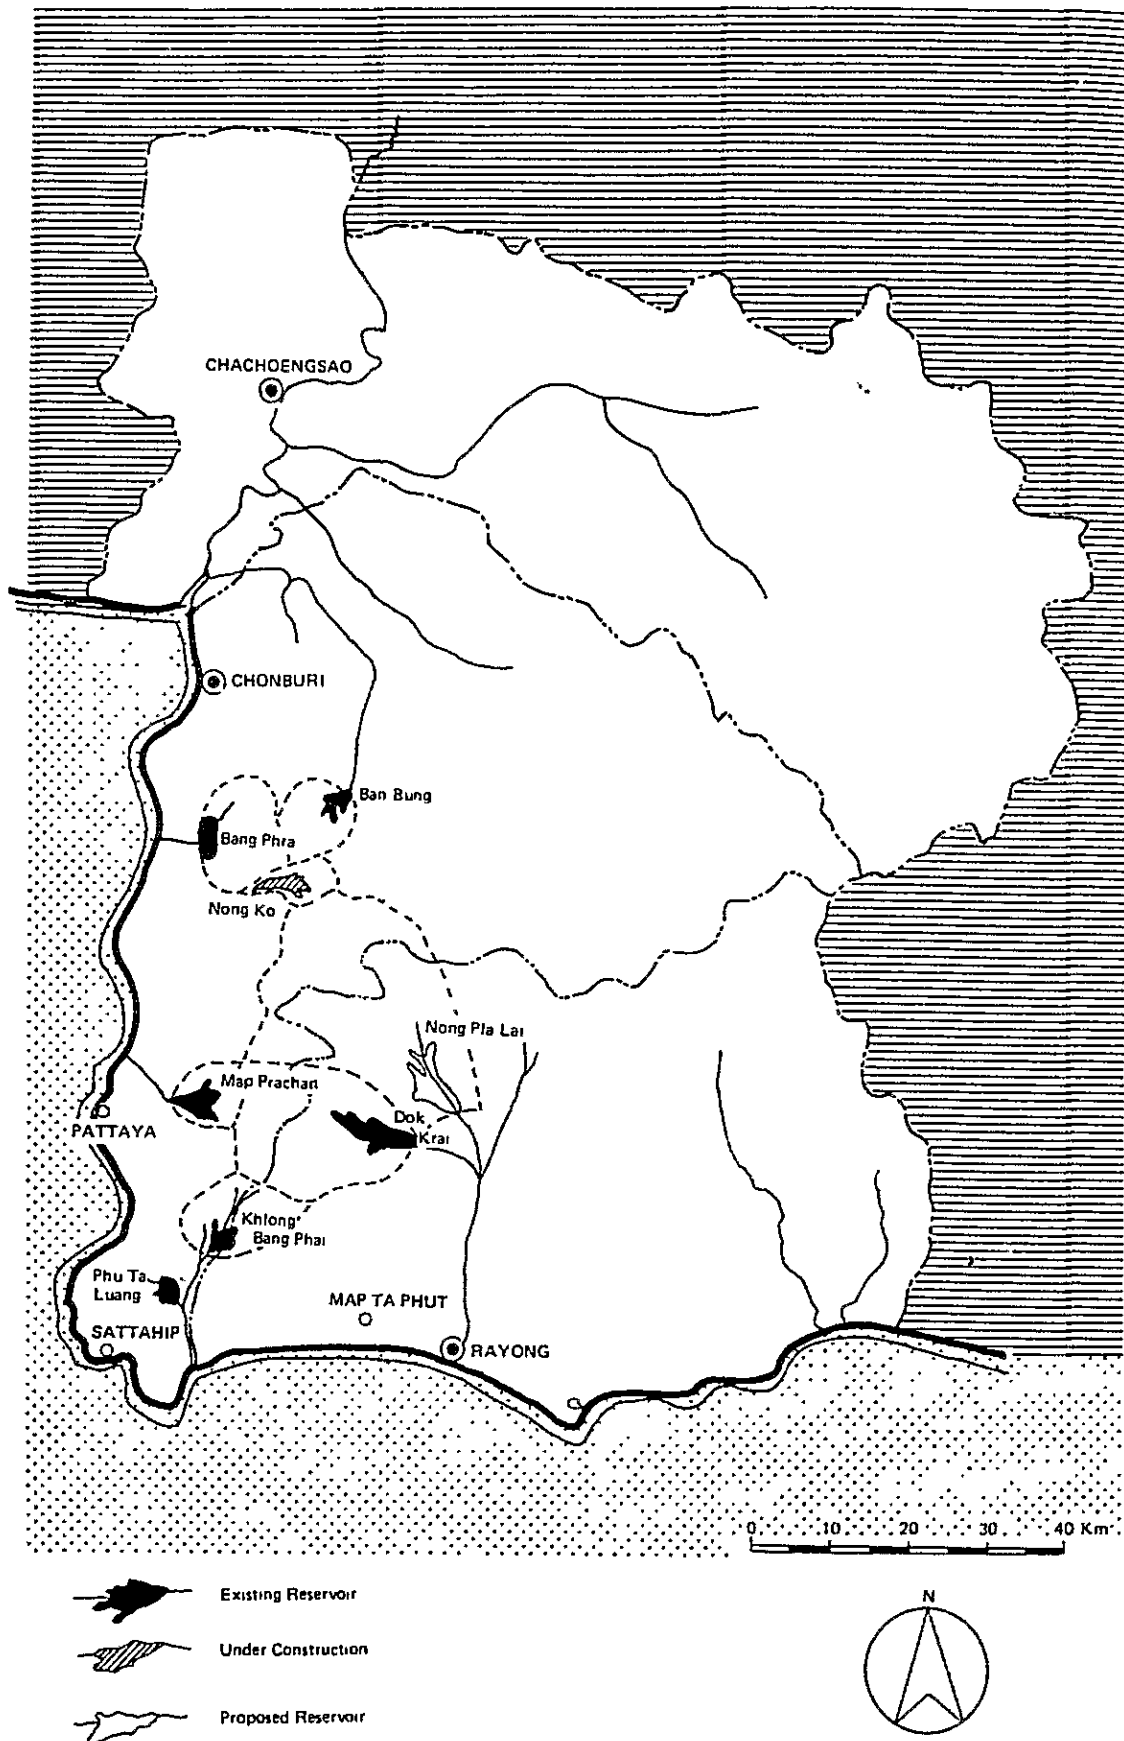 CHACHOENGSAO
CHONBURI
Ban Bung
Bang Phra
Nong Ko
Nong Pla Lai
Map Prachan
Dok
Krai
PATTAYA
Khlong
Bang Phai
Phu Ta
Luang
MAP TA PHUT
SATTAHIP
RAYONG
0 10 20 30 40 Km
Existing Reservoir
N
Under Construction
Proposed Reservoir